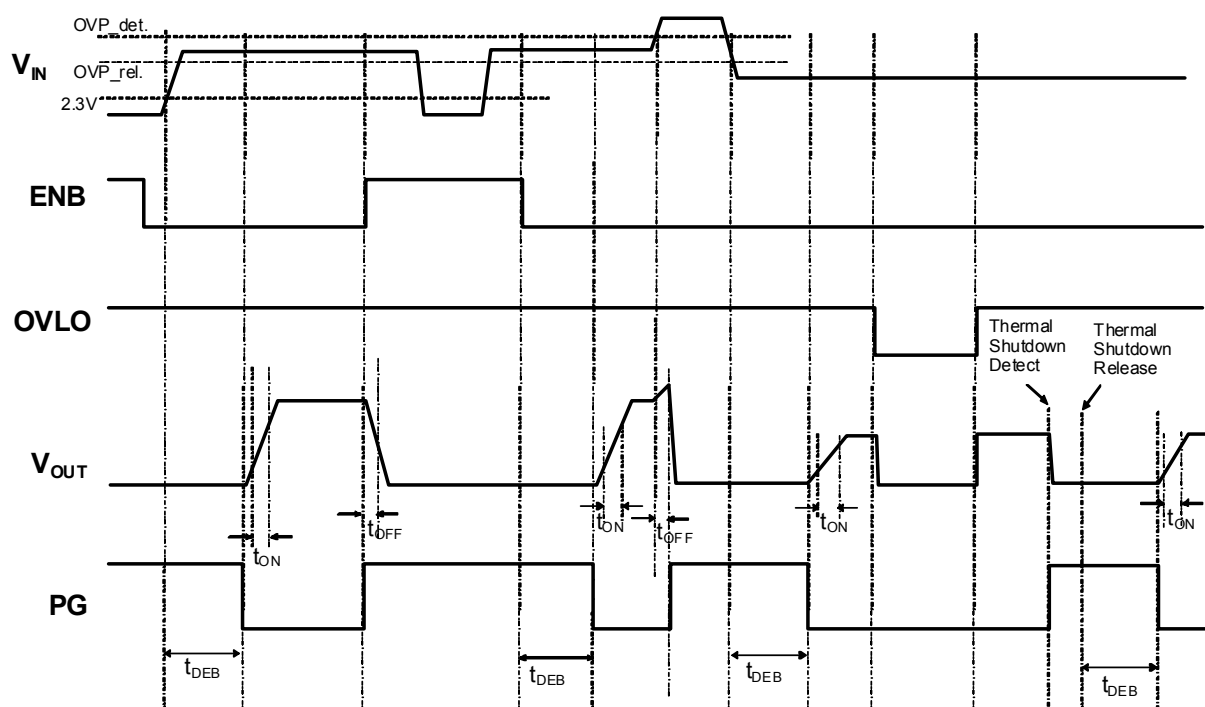 OVP_det.
VIN
OVP_rel.
2.3V
ENB
OVLO
Thermal
Shutdown
Detect
Thermal
Shutdown
Release
VOUT
tON
tOFF
tON
tOFF
tON
tON
PG
tDEB
tDEB
tDEB
tDEB